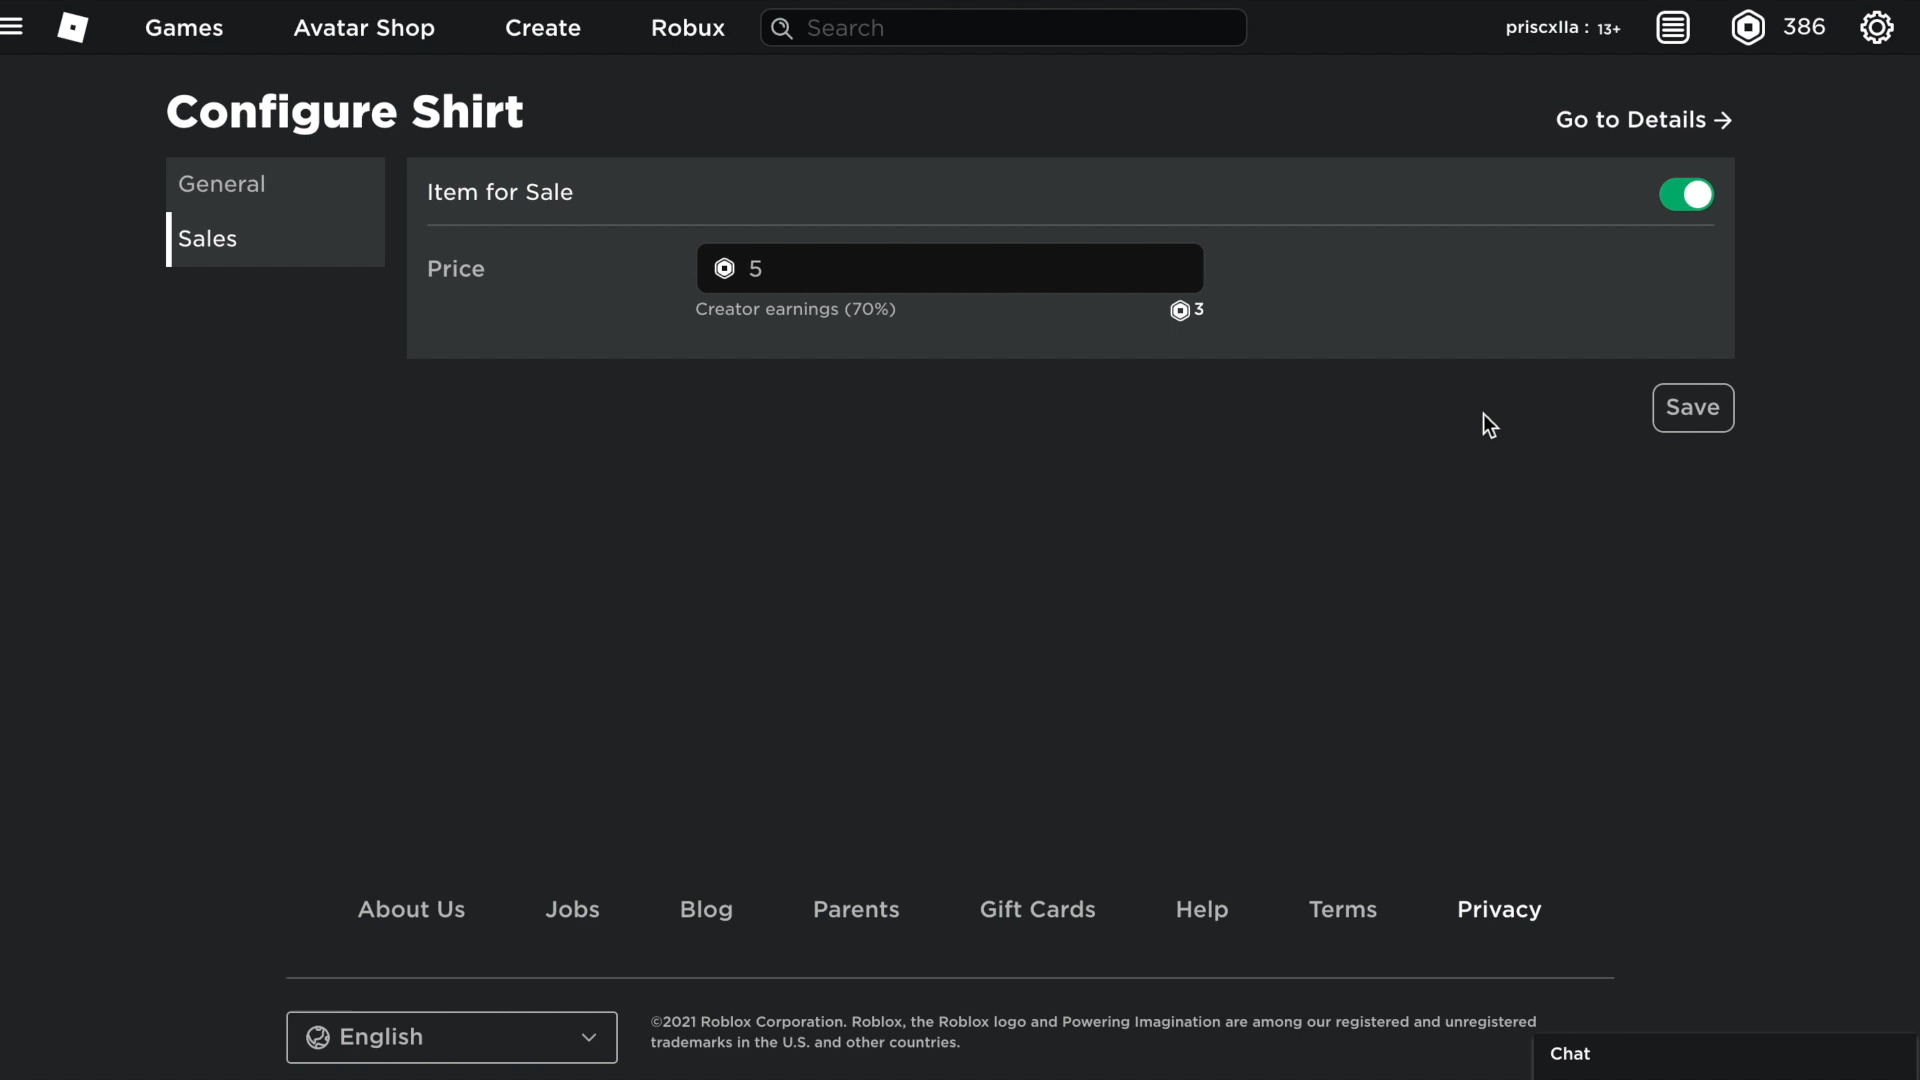 Games
Avatar Shop
Create
Robux
Search
priscxlla : 13+
386
Configure Shirt
Go to Details →
General
Sales
Item for Sale
Price
5
Creator earnings (70%)
3
Save
About Us
Jobs
Blog
Parents
Gift Cards
Help
Terms
Privacy
English
©2021 Roblox Corporation. Roblox, the Roblox logo and Powering Imagination are among our registered and unregistered
trademarks in the U.S. and other countries.
Chat